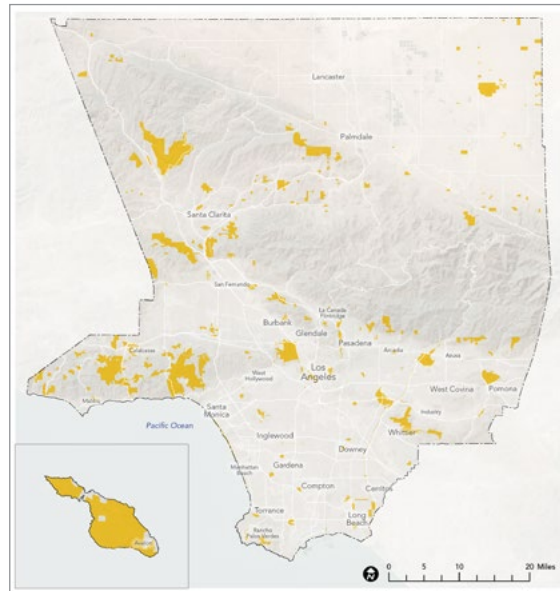 Lancaster
Palmdale
Santa Clarita
San Fernando
La Cañada
Flintridge
Burbank
Glendale
Pasadena
Arcadia
Azusa
Calabasas
West
Hollywood
Los
Angeles
West Covina
Pomona
Malibu
Santa
Monica
Industry
Pacific Ocean
Whittier
Inglewood
Downey
Manhattan
Beach
Gardena
Compton
Cerritos
Torrance
Long
Beach
Rancho
Palos Verdes
Avalon
N
0 5 10 20 Miles